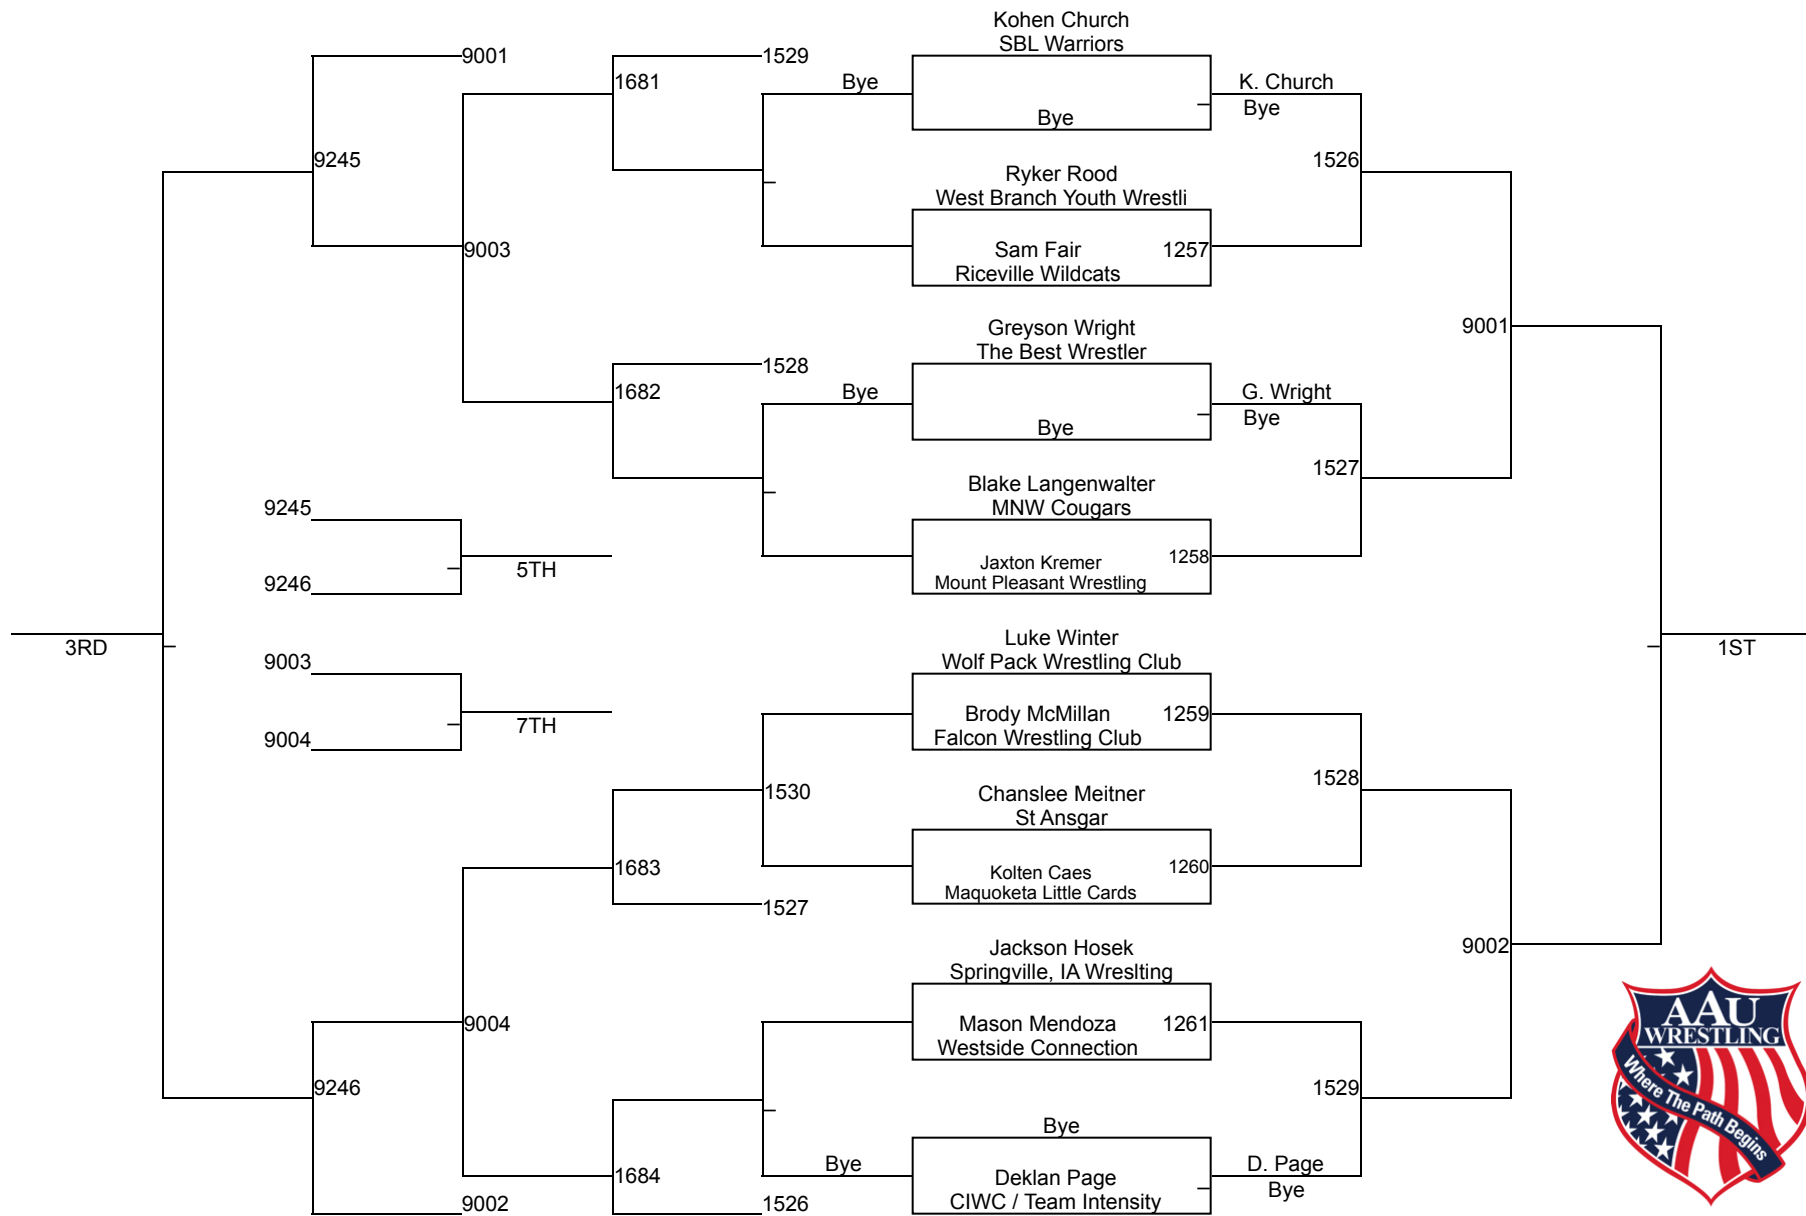 Kohen Church
SBL Warriors
9001
1529
1681
Bye
K. Church
Bye
Bye
9245
1526
Ryker Rood
West Branch Youth Wrestli
9003
Sam Fair
1257
Riceville Wildcats
Greyson Wright
The Best Wrestler
9001
1528
1682
Bye
G. Wright
Bye
Bye
1527
Blake Langenwalter
MNW Cougars
9245
Jaxton Kremer
1258
Mount Pleasant Wrestling
5TH
9246
Luke Winter
Wolf Pack Wrestling Club
3RD
1ST
9003
Brody McMillan
1259
Falcon Wrestling Club
7TH
9004
1528
1530
Chanslee Meitner
St Ansgar
1683
Kolten Caes
1260
Maquoketa Little Cards
1527
Jackson Hosek
Springville, IA Wreslting
9002
9004
Mason Mendoza
1261
Westside Connection
9246
1529
Bye
1684
Bye
Deklan Page
CIWC / Team Intensity
D. Page
Bye
9002
1526
AAU
WRESTLING
Where The Path Begins